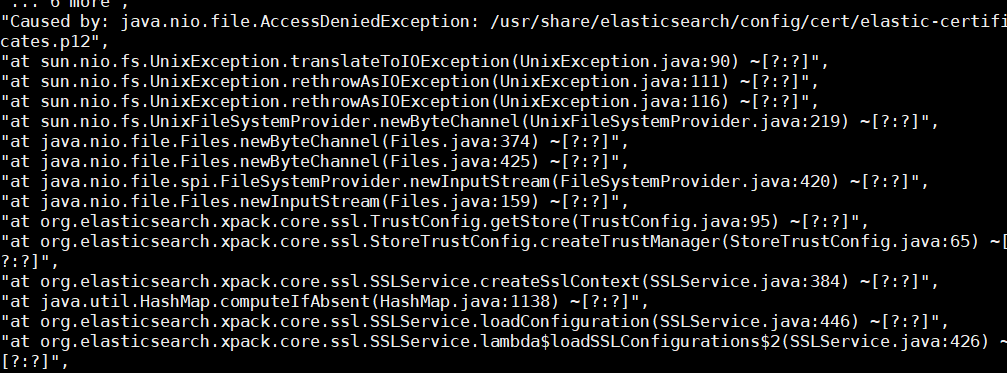 "... 6 more",
"Caused by: java.nio.file.AccessDeniedException: /usr/share/elasticsearch/config/cert/elastic-certifi
cates.p12",
"at sun.nio.fs.UnixException.translateToIOException(UnixException.java:90) ~[?:?]",
"at sun.nio.fs.UnixException.rethrowAsIOException(UnixException.java:111) ~[?:?]",
"at sun.nio.fs.UnixException.rethrowAsIOException(UnixException.java:116) ~[?:?]",
"at sun.nio.fs.UnixFileSystemProvider.newByteChannel(UnixFileSystemProvider.java:219) ~[?:?]",
"at java.nio.file.Files.newByteChannel(Files.java:374) ~[?:?]",
"at java.nio.file.Files.newByteChannel(Files.java:425) ~[?:?]",
"at java.nio.file.spi.FileSystemProvider.newInputStream(FileSystemProvider.java:420) ~[?:?]",
"at java.nio.file.Files.newInputStream(Files.java:159) ~[?:?]",
"at org.elasticsearch.xpack.core.ssl.TrustConfig.getStore(TrustConfig.java:95) ~[?:?]",
"at org.elasticsearch.xpack.core.ssl.StoreTrustConfig.createTrustManager(StoreTrustConfig.java:65) ~[
?:?]",
"at org.elasticsearch.xpack.core.ssl.SSLService.createSslContext(SSLService.java:384) ~[?:?]",
"at java.util.HashMap.computeIfAbsent(HashMap.java:1138) ~[?:?]",
"at org.elasticsearch.xpack.core.ssl.SSLService.loadConfiguration(SSLService.java:446) ~[?:?]",
"at org.elasticsearch.xpack.core.ssl.SSLService.lambda$loadSSLConfigurations$2(SSLService.java:426) ~
[?:?]",